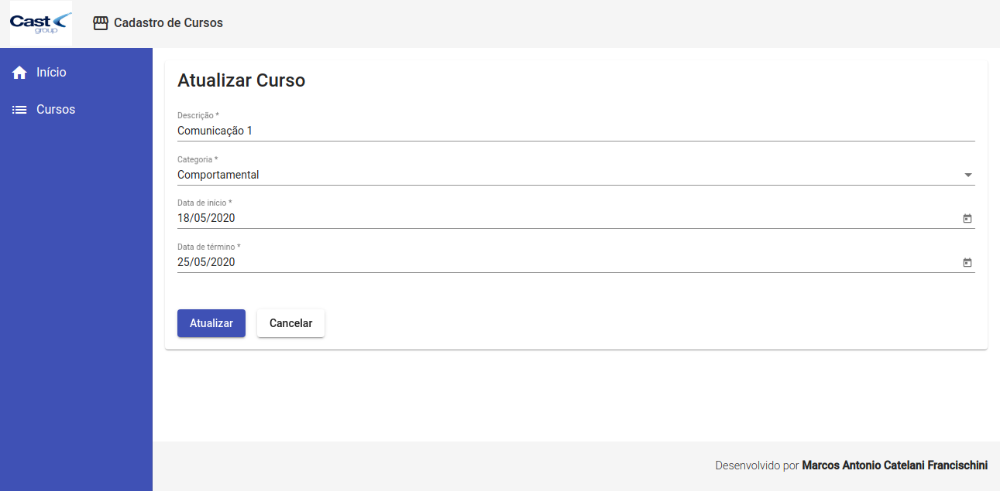 Cast
group
Cadastro de Cursos
Início
Cursos
Atualizar Curso
Descrição *
Comunicação 1
Categoria *
Comportamental
Data de início *
18/05/2020
Data de término *
25/05/2020
Atualizar
Cancelar
Desenvolvido por Marcos Antonio Catelani Francischini